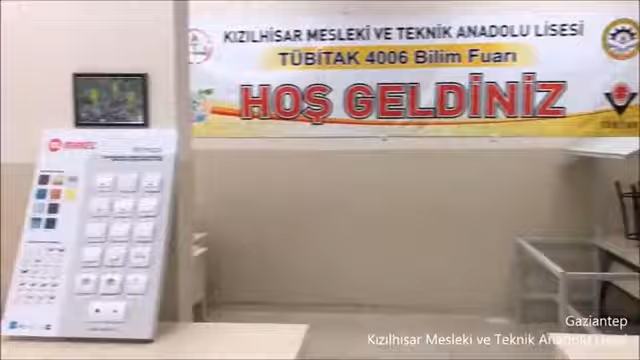 KIZILHİSAR MESLEKİ VE TEKNİK ANADOLU LİSESİ
TÜBİTAK 4006 Bilim Fuarı
HOŞ GELDİNİZ
Gaziantep
Kızılhisar Mesleki ve Teknik Anadolu Lisesi